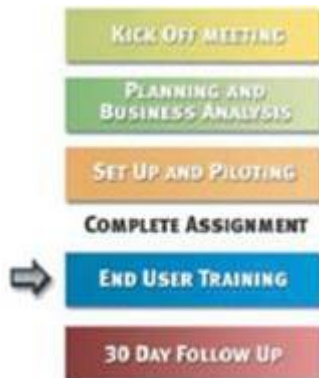 KICK OFF MEETING
PLANNING AND
BUSINESS ANALYSIS
SET UP AND PILOTING
COMPLETE ASSIGNMENT
END USER TRAINING
30 DAY FOLLOW UP